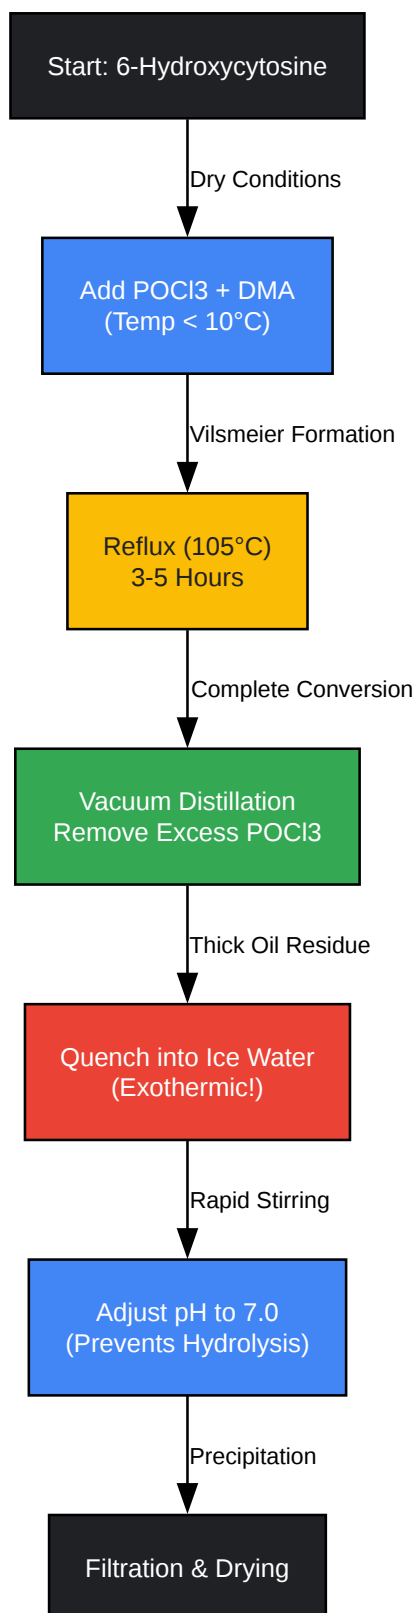 Start: 6-Hydroxycytosine
Dry Conditions
Add POCl3 + DMA
(Temp < 10°C)
Vilsmeier Formation
Reflux (105°C)
3-5 Hours
Complete Conversion
Vacuum Distillation
Remove Excess POCl3
Thick Oil Residue
Quench into Ice Water
(Exothermic!)
Rapid Stirring
Adjust pH to 7.0
(Prevents Hydrolysis)
Precipitation
Filtration & Drying